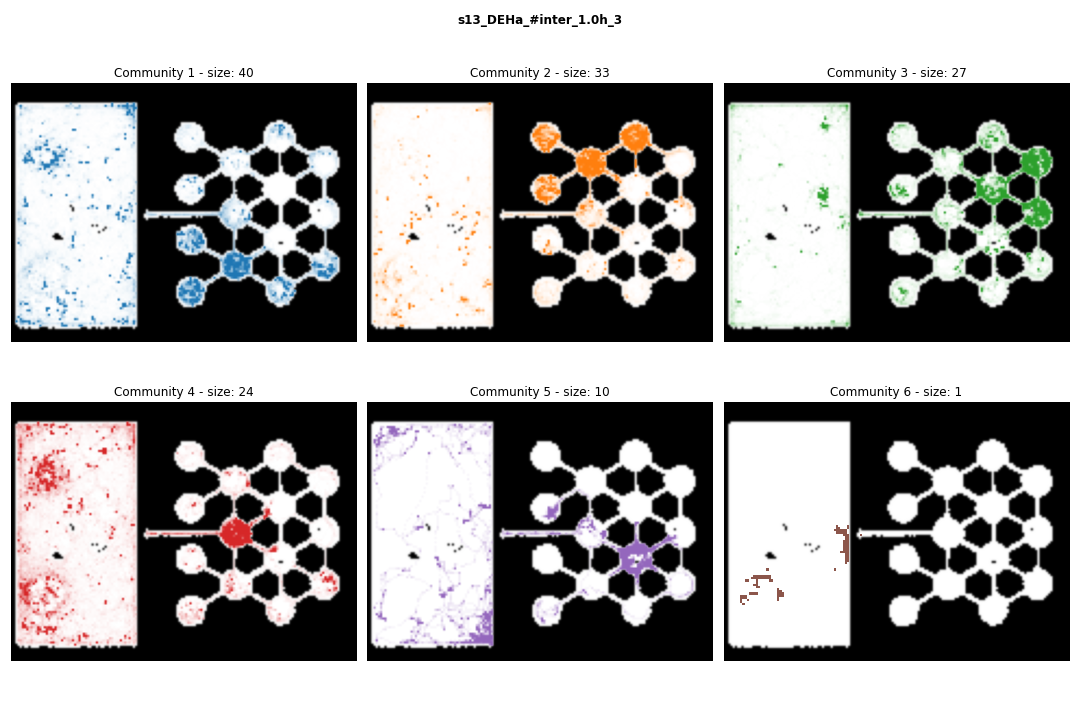 s13_DEHa_#inter_1.0h_3
Community 1 - size: 40
Community 2 - size: 33
Community 3 - size: 27
Community 4 - size: 24
Community 5 - size: 10
Community 6 - size: 1